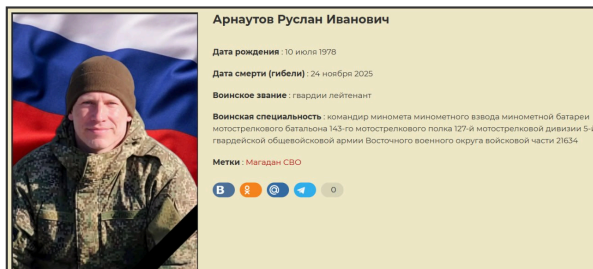 Арнаутов Руслан Иванович
Дата рождения : 10 июля 1978
Дата смерти (гибели) : 24 ноября 2025
Воинское звание : гвардии лейтенант
Воинская специальность : командир миномета минометного взвода минометной батареи
мотострелкового батальона 143-го мотострелкового полка 127-й мотострелковой дивизии 5-й
гвардейской общевойсковой армии Восточного военного округа войсковой части 21634
Метки : Магадан СВО
0